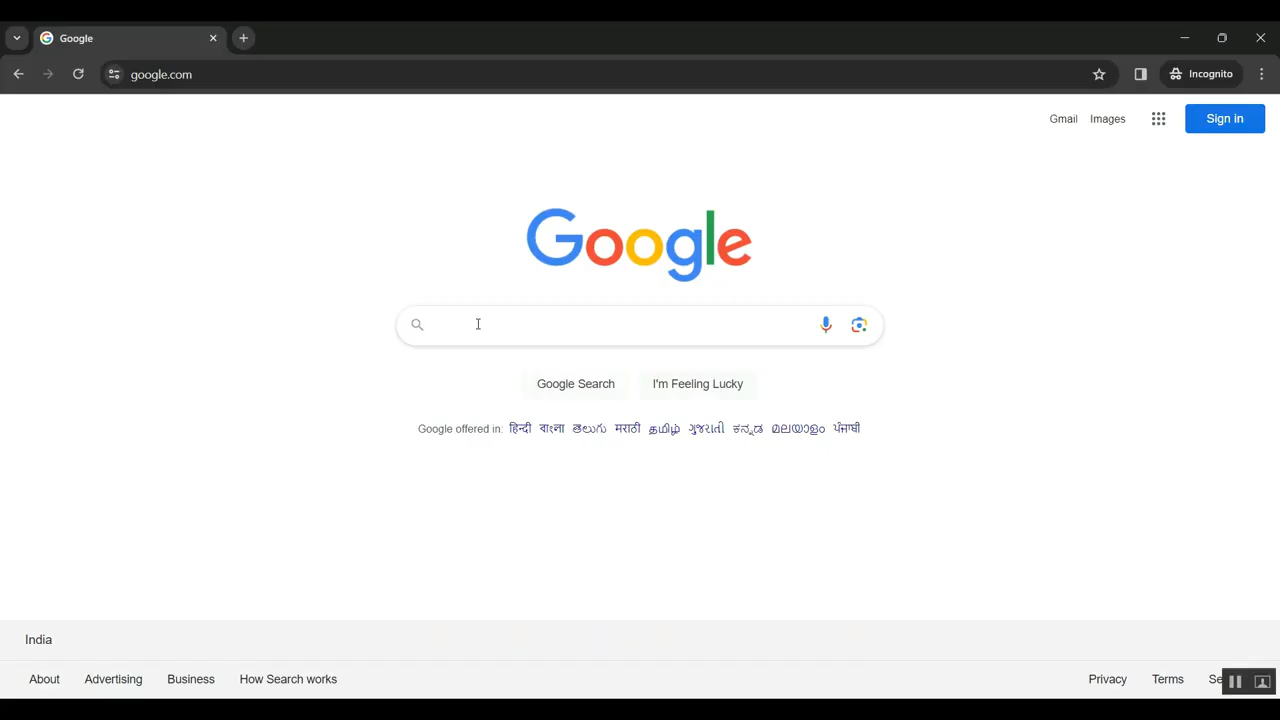 Google
google.com
Incognito
Gmail Images Sign in
Google
Google Search I'm Feeling Lucky
Google offered in: हिन्दी বাংলা తెలుగు मराठी தமிழ் ગુજરાતી ಕನ್ನಡ മലയാളം ਪੰਜਾਬੀ
India
About Advertising Business How Search works Privacy Terms Se